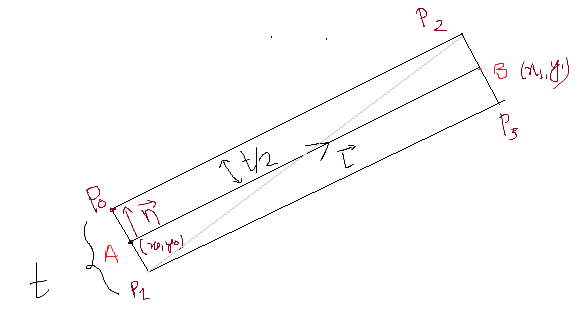 P2
B (x1,y1)
P3
t/2
L⃗
P0
n⃗
(x0,y0)
A
t
P1